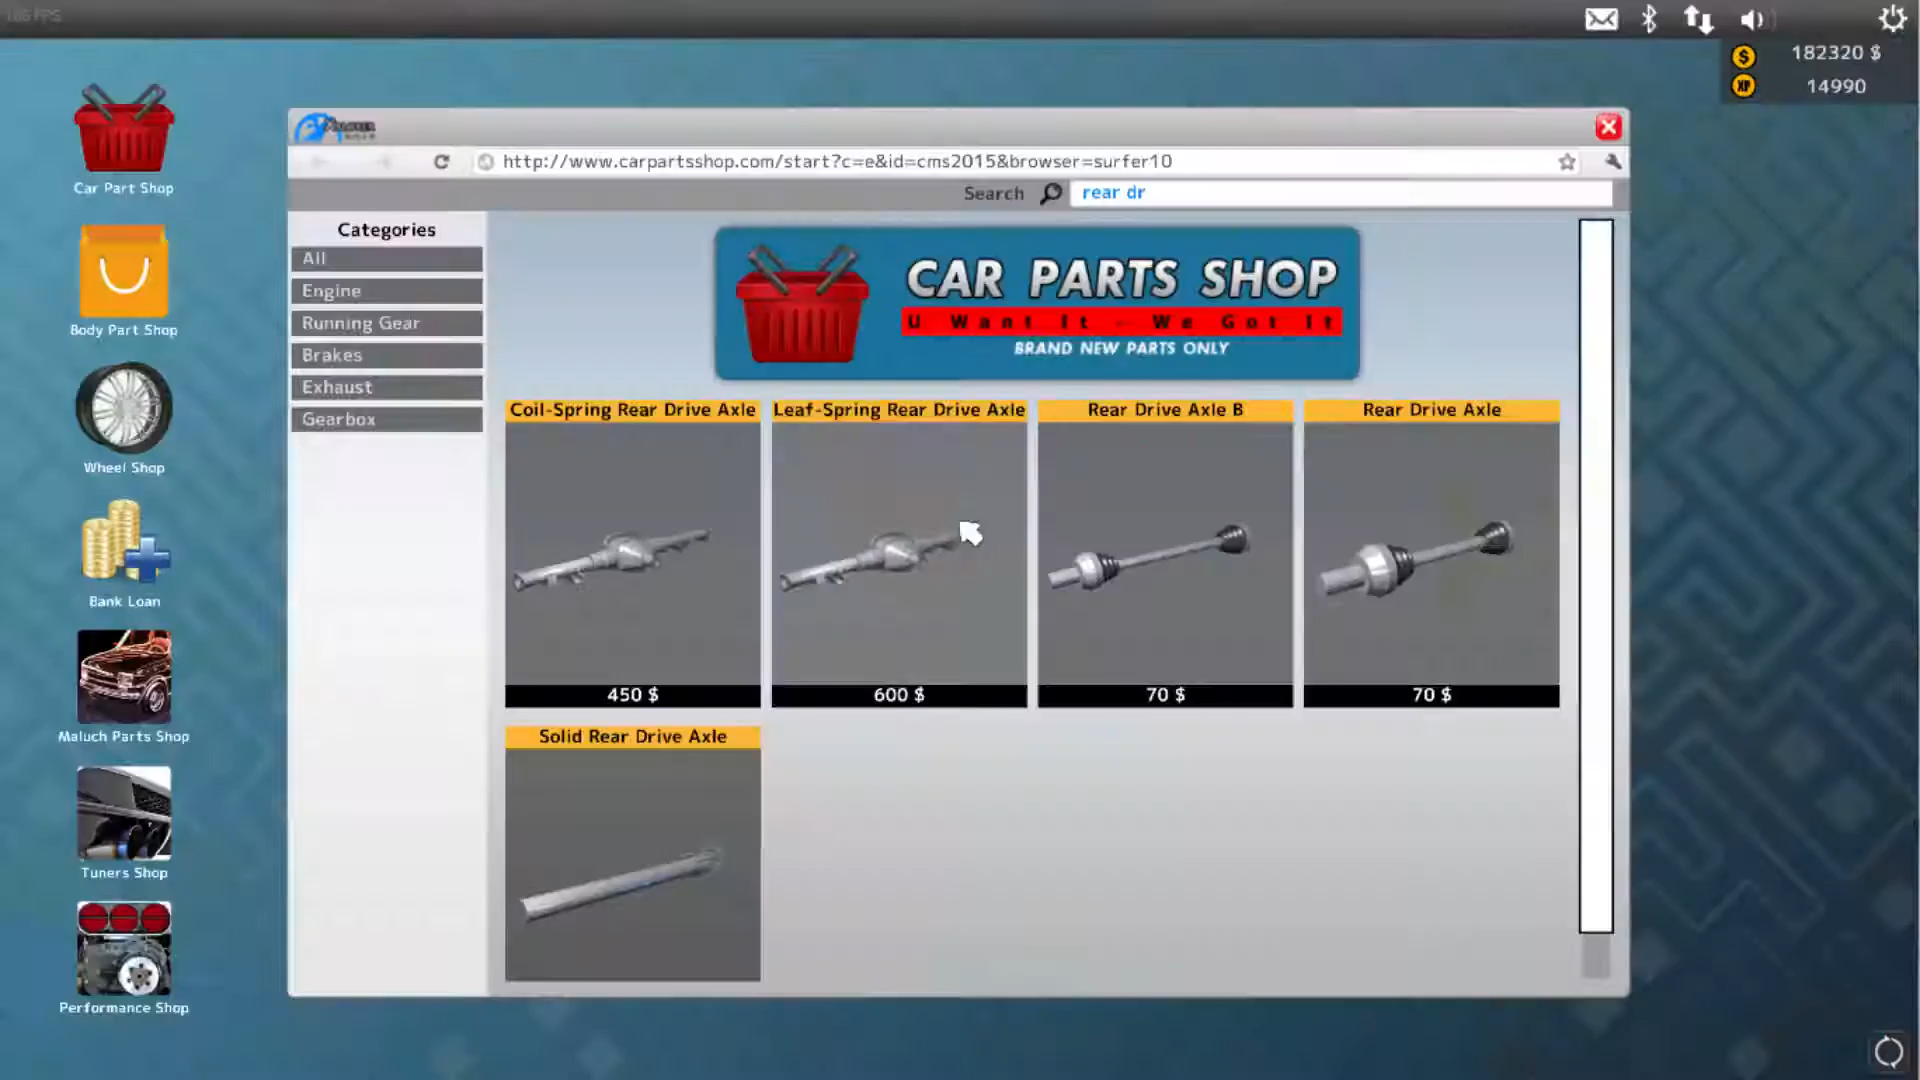 182320 $
14990
http://www.carpartsshop.com/start?c=e&id=cms2015&browser=surfer10
Search
rear dr
Car Part Shop
Body Part Shop
Wheel Shop
Bank Loan
Maluch Parts Shop
Tuners Shop
Performance Shop
Categories
All
Engine
Running Gear
Brakes
Exhaust
Gearbox
CAR PARTS SHOP
U Want It - We Got It
BRAND NEW PARTS ONLY
Coil-Spring Rear Drive Axle
450 $
Leaf-Spring Rear Drive Axle
600 $
Rear Drive Axle B
70 $
Rear Drive Axle
70 $
Solid Rear Drive Axle